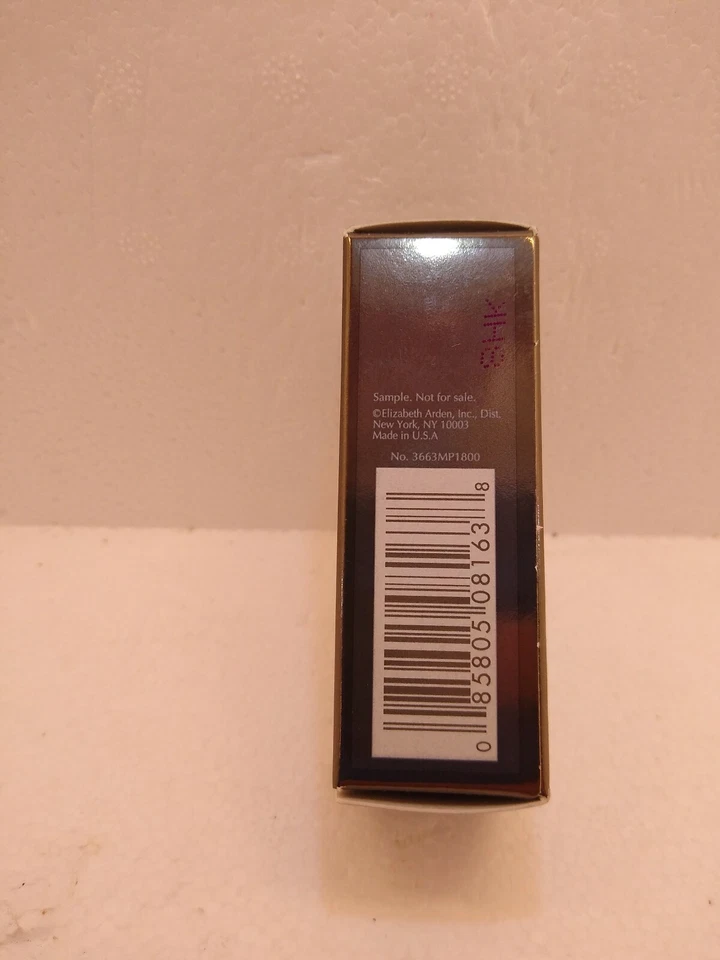 8HK
Sample. Not for sale.
©Elizabeth Arden, Inc., Dist.
New York, NY 10003
Made in U.S.A
No. 3663MP1800
0 85805 08163 8